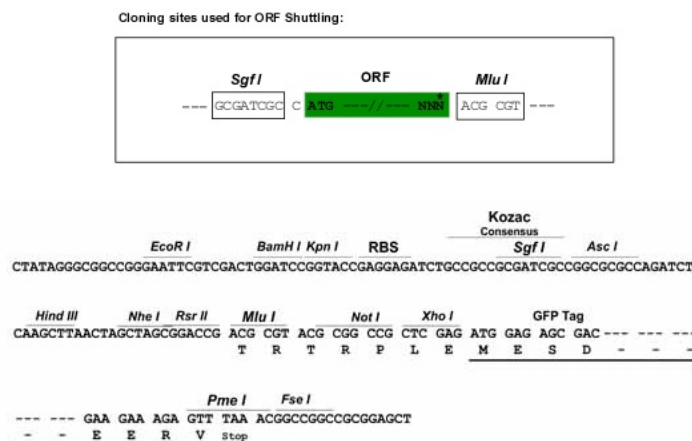 Cloning sites used for ORF Shuttling:
Sgf I ORF Mlu I
*
--- GCGATCGC C ATG ---//--- NNN ACG CGT ---
Kozac
Consensus
EcoR I BamH I Kpn I RBS Sgf I Asc I
CTATAGGGCGGCCGGGAATTCGTCGACTGGATCCGGTACCGAGGAGATCTGCCGCCGCGATCGCCGGCGCGCCAGATCT
Hind III Nhe I Rsr II Mlu I Not I Xho I GFP Tag
CAAGCTTAACTAGCTAGCGGACCG ACG CGT ACG CGG CCG CTC GAG ATG GAG AGC GAC--- -----
T R T R P L E M E S D - - -
Pme I Fse I
--- --- GAA GAA AGA GTT TAA ACGGCCGGCCGCGGAGCT
- - E E R V Stop